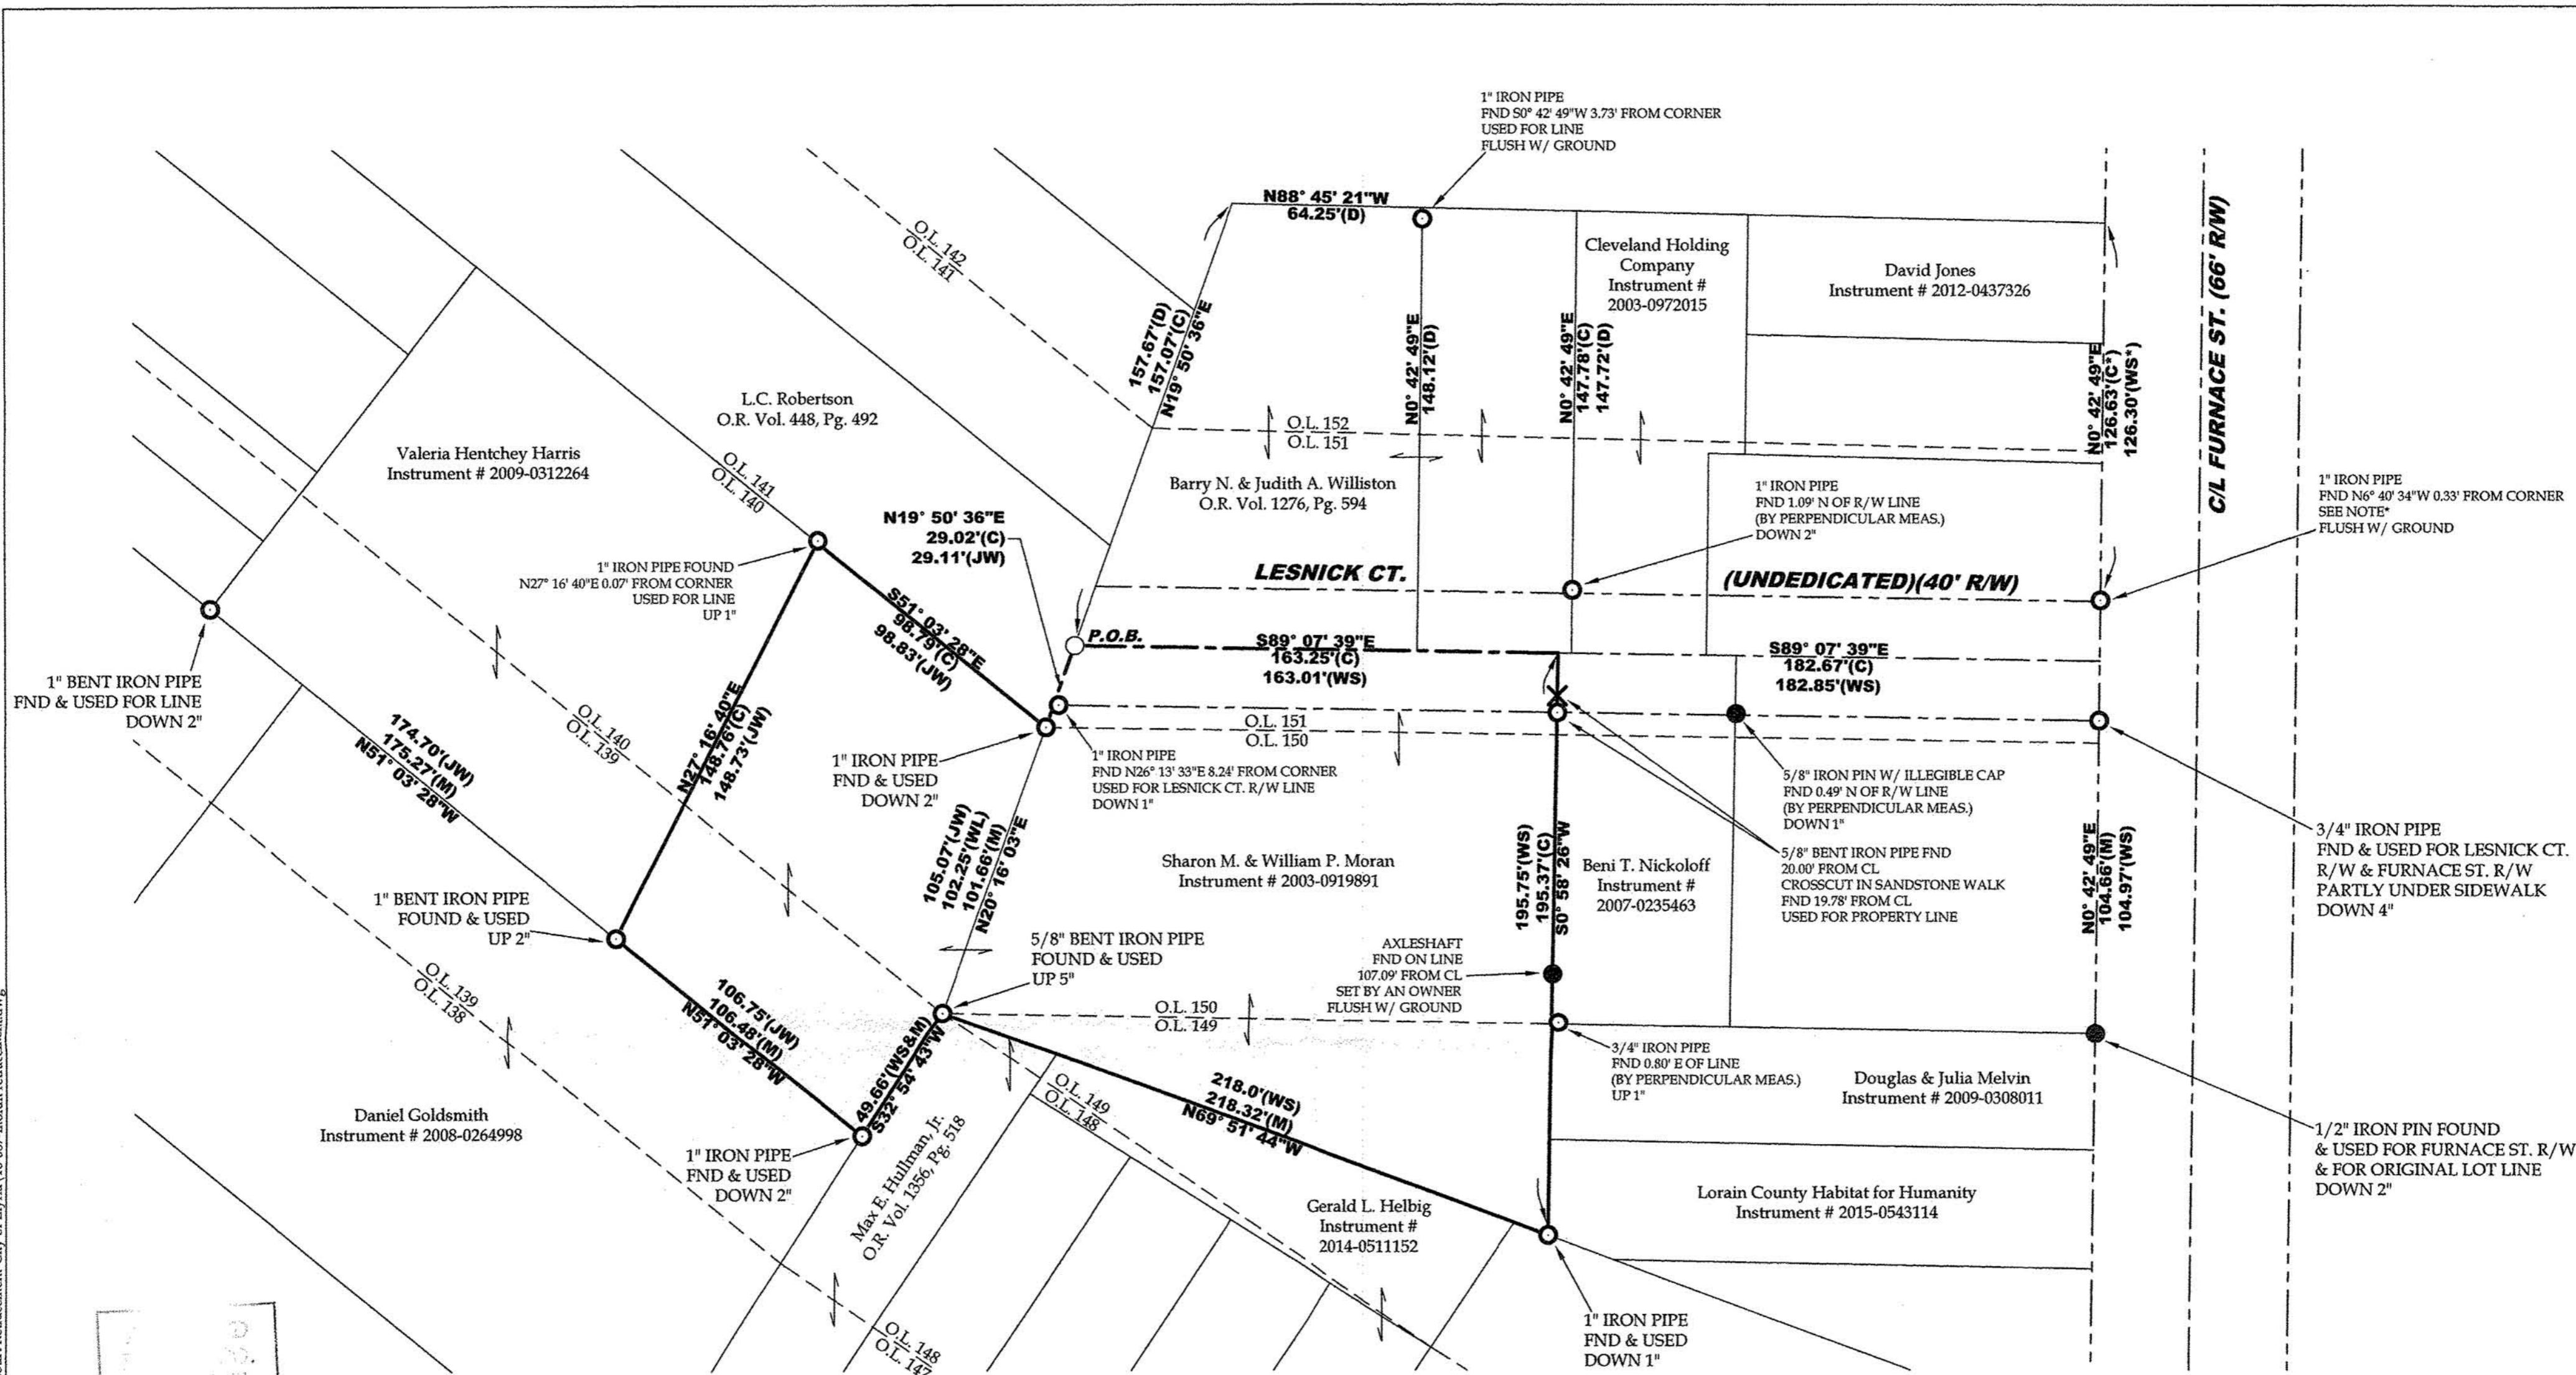 1" IRON PIPE
FND S0° 42' 49"W 3.73' FROM CORNER
USED FOR LINE
FLUSH W/ GROUND
N88° 45' 21"W
64.25'(D)
O.L. 142
O.L. 141
Cleveland Holding
Company
Instrument #
2003-0972015
David Jones
Instrument # 2012-0437326
C/L FURNACE ST. (66' R/W)
157.67'(D)
157.07'(C)
N19° 50' 36"E
N0° 42' 49"E
148.12'(D)
N0° 42' 49"E
147.78'(C)
147.72'(D)
N0° 42' 49"E
126.63'(C*)
126.30'(WS*)
L.C. Robertson
O.R. Vol. 448, Pg. 492
O.L. 152
O.L. 151
Valeria Hentchey Harris
Instrument # 2009-0312264
O.L. 141
O.L. 140
Barry N. & Judith A. Williston
O.R. Vol. 1276, Pg. 594
1" IRON PIPE
FND 1.09' N OF R/W LINE
(BY PERPENDICULAR MEAS.)
DOWN 2"
1" IRON PIPE
FND N6° 40' 34"W 0.33' FROM CORNER
SEE NOTE*
FLUSH W/ GROUND
N19° 50' 36"E
29.02'(C)
29.11'(JW)
1" IRON PIPE FOUND
N27° 16' 40"E 0.07' FROM CORNER
USED FOR LINE
UP 1"
LESNICK CT.
(UNDEDICATED)(40' R/W)
S51° 03' 28"E
98.79'(C)
98.83'(JW)
P.O.B.
S89° 07' 39"E
163.25'(C)
163.01'(WS)
S89° 07' 39"E
182.67'(C)
182.85'(WS)
1" BENT IRON PIPE
FND & USED FOR LINE
DOWN 2"
174.70'(JW)
175.27'(M)
N51° 03' 28"W
O.L. 140
O.L. 139
N27° 16' 40"E
148.76'(C)
148.73'(JW)
O.L. 151
O.L. 150
1" IRON PIPE
FND & USED
DOWN 2"
1" IRON PIPE
FND N26° 13' 33"E 8.24' FROM CORNER
USED FOR LESNICK CT. R/W LINE
DOWN 1"
5/8" IRON PIN W/ ILLEGIBLE CAP
FND 0.49' N OF R/W LINE
(BY PERPENDICULAR MEAS.)
DOWN 1"
3/4" IRON PIPE
FND & USED FOR LESNICK CT.
R/W & FURNACE ST. R/W
PARTLY UNDER SIDEWALK
DOWN 4"
105.07'(JW)
102.25'(WL)
101.66'(M)
N20° 16' 03"E
Sharon M. & William P. Moran
Instrument # 2003-0919891
195.75'(WS)
195.37'(C)
S0° 58' 26"W
Beni T. Nickoloff
Instrument #
2007-0235463
5/8" BENT IRON PIPE FND
20.00' FROM CL
CROSSCUT IN SANDSTONE WALK
FND 19.78' FROM CL
USED FOR PROPERTY LINE
N0° 42' 49"E
104.66'(M)
104.97'(WS)
1" BENT IRON PIPE
FOUND & USED
UP 2"
5/8" BENT IRON PIPE
FOUND & USED
UP 5"
AXLESHAFT
FND ON LINE
107.09' FROM CL
SET BY AN OWNER
FLUSH W/ GROUND
O.L. 139
O.L. 138
106.75'(JW)
106.48'(M)
N51° 03' 28"W
O.L. 150
O.L. 149
49.66'(WS&M)
S32° 54' 43"W
3/4" IRON PIPE
FND 0.80' E OF LINE
(BY PERPENDICULAR MEAS.)
UP 1"
Douglas & Julia Melvin
Instrument # 2009-0308011
Daniel Goldsmith
Instrument # 2008-0264998
O.L. 149
O.L. 148
218.0'(WS)
218.32'(M)
N69° 51' 44"W
1/2" IRON PIN FOUND
& USED FOR FURNACE ST. R/W
& FOR ORIGINAL LOT LINE
DOWN 2"
1" IRON PIPE
FND & USED
DOWN 2"
Max E. Hullman, Jr.
O.R. Vol. 1356, Pg. 518
Gerald L. Helbig
Instrument #
2014-0511152
Lorain County Habitat for Humanity
Instrument # 2015-0543114
1" IRON PIPE
FND & USED
DOWN 1"
O.L. 148
O.L. 147